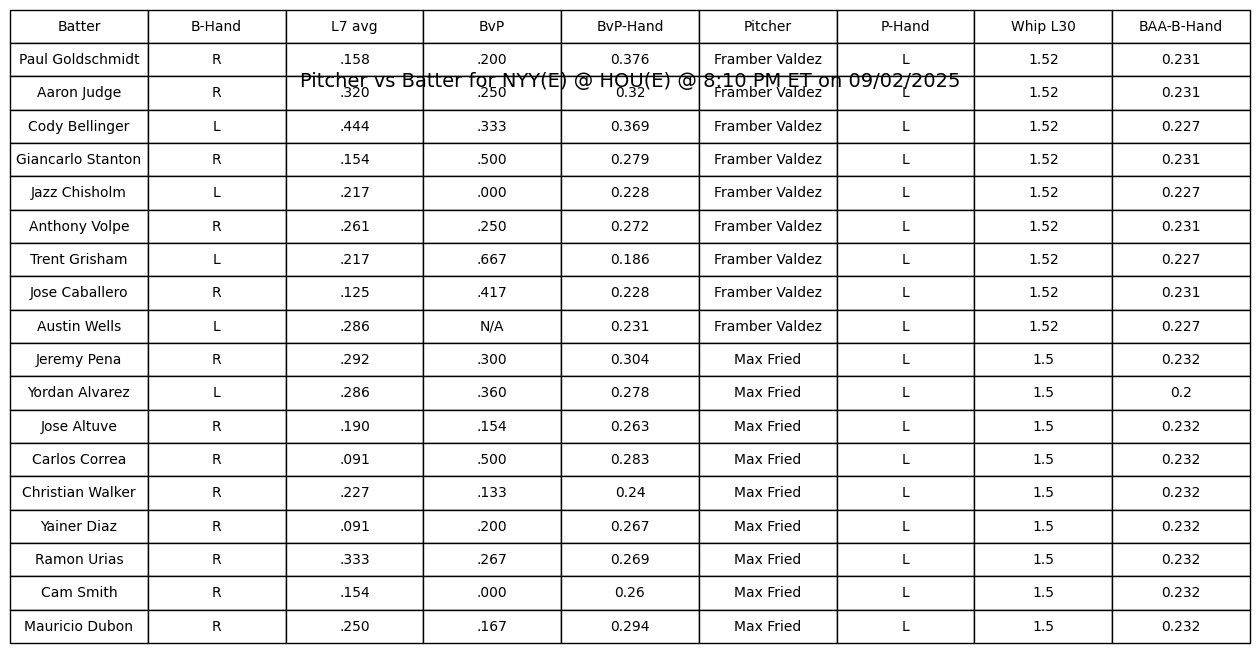 Batter B-Hand L7 avg BvP BvP-Hand Pitcher P-Hand Whip L30 BAA-B-Hand
Paul Goldschmidt R .158 .200 0.376 Framber Valdez L 1.52 0.231
Pitcher vs Batter for NYY(E) @ HOU(E) @ 8:10 PM ET on 09/02/2025
Aaron Judge R .320 .250 0.32 Framber Valdez L 1.52 0.231
Cody Bellinger L .444 .333 0.369 Framber Valdez L 1.52 0.227
Giancarlo Stanton R .154 .500 0.279 Framber Valdez L 1.52 0.231
Jazz Chisholm L .217 .000 0.228 Framber Valdez L 1.52 0.227
Anthony Volpe R .261 .250 0.272 Framber Valdez L 1.52 0.231
Trent Grisham L .217 .667 0.186 Framber Valdez L 1.52 0.227
Jose Caballero R .125 .417 0.228 Framber Valdez L 1.52 0.231
Austin Wells L .286 N/A 0.231 Framber Valdez L 1.52 0.227
Jeremy Pena R .292 .300 0.304 Max Fried L 1.5 0.232
Yordan Alvarez L .286 .360 0.278 Max Fried L 1.5 0.2
Jose Altuve R .190 .154 0.263 Max Fried L 1.5 0.232
Carlos Correa R .091 .500 0.283 Max Fried L 1.5 0.232
Christian Walker R .227 .133 0.24 Max Fried L 1.5 0.232
Yainer Diaz R .091 .200 0.267 Max Fried L 1.5 0.232
Ramon Urias R .333 .267 0.269 Max Fried L 1.5 0.232
Cam Smith R .154 .000 0.26 Max Fried L 1.5 0.232
Mauricio Dubon R .250 .167 0.294 Max Fried L 1.5 0.232